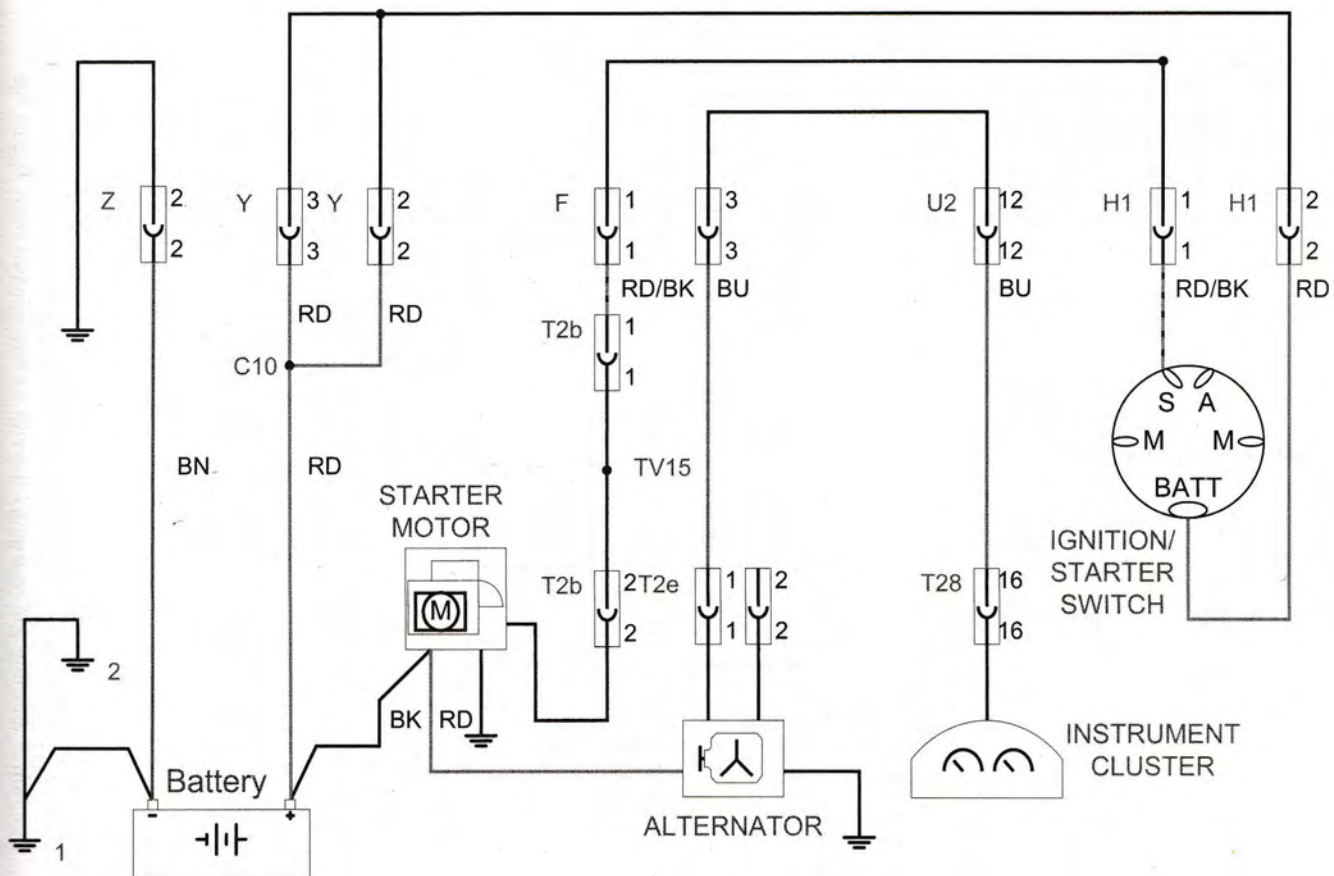 Z 2 Y 3 Y 2 F 1 3 U2 12 H1 1 H1 2
2 3 2 1 3 12 1 2
RD RD RD/BK BU BU RD/BK RD
T2b 1
C10 1
S A
M M
BN RD TV15
BATT
STARTER
MOTOR
IGNITION/
STARTER
SWITCH
M T2b 2 T2e 1 2 T28 16
2 1 2 16
2
BK RD
INSTRUMENT
CLUSTER
Battery
- +
ALTERNATOR
1